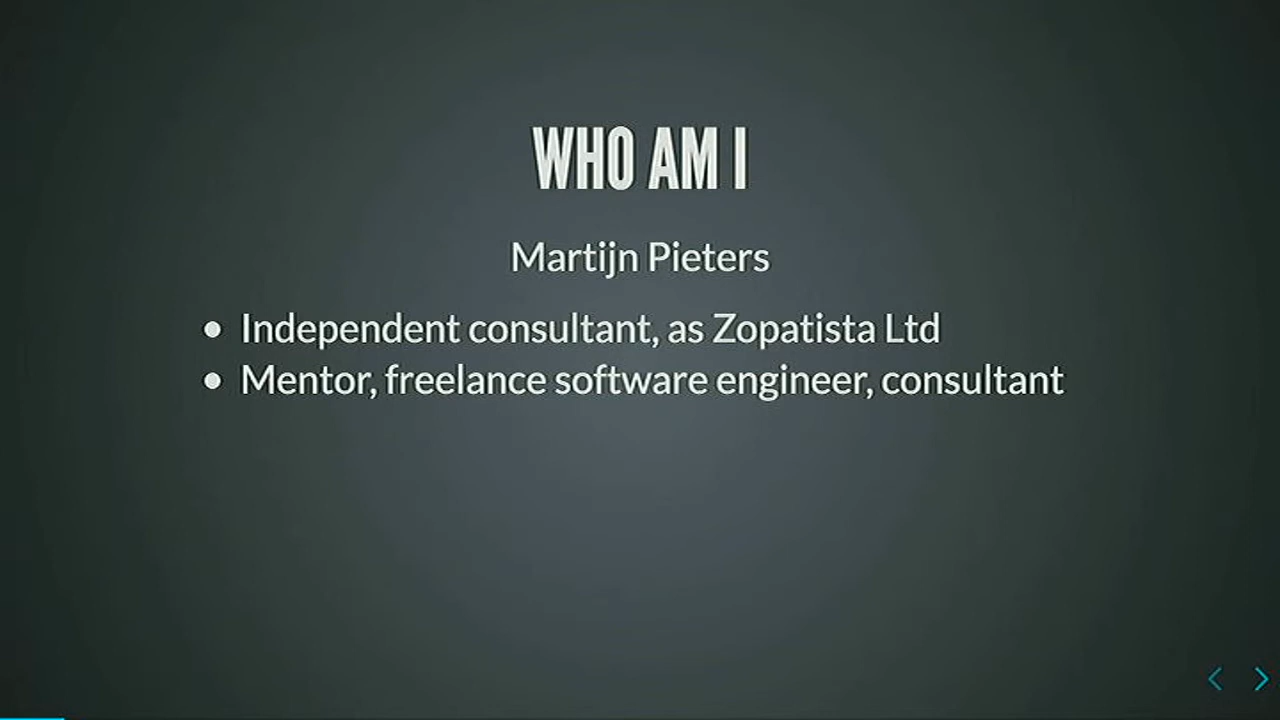 WHO AM I
Martijn Pieters
• Independent consultant, as Zopatista Ltd
• Mentor, freelance software engineer, consultant